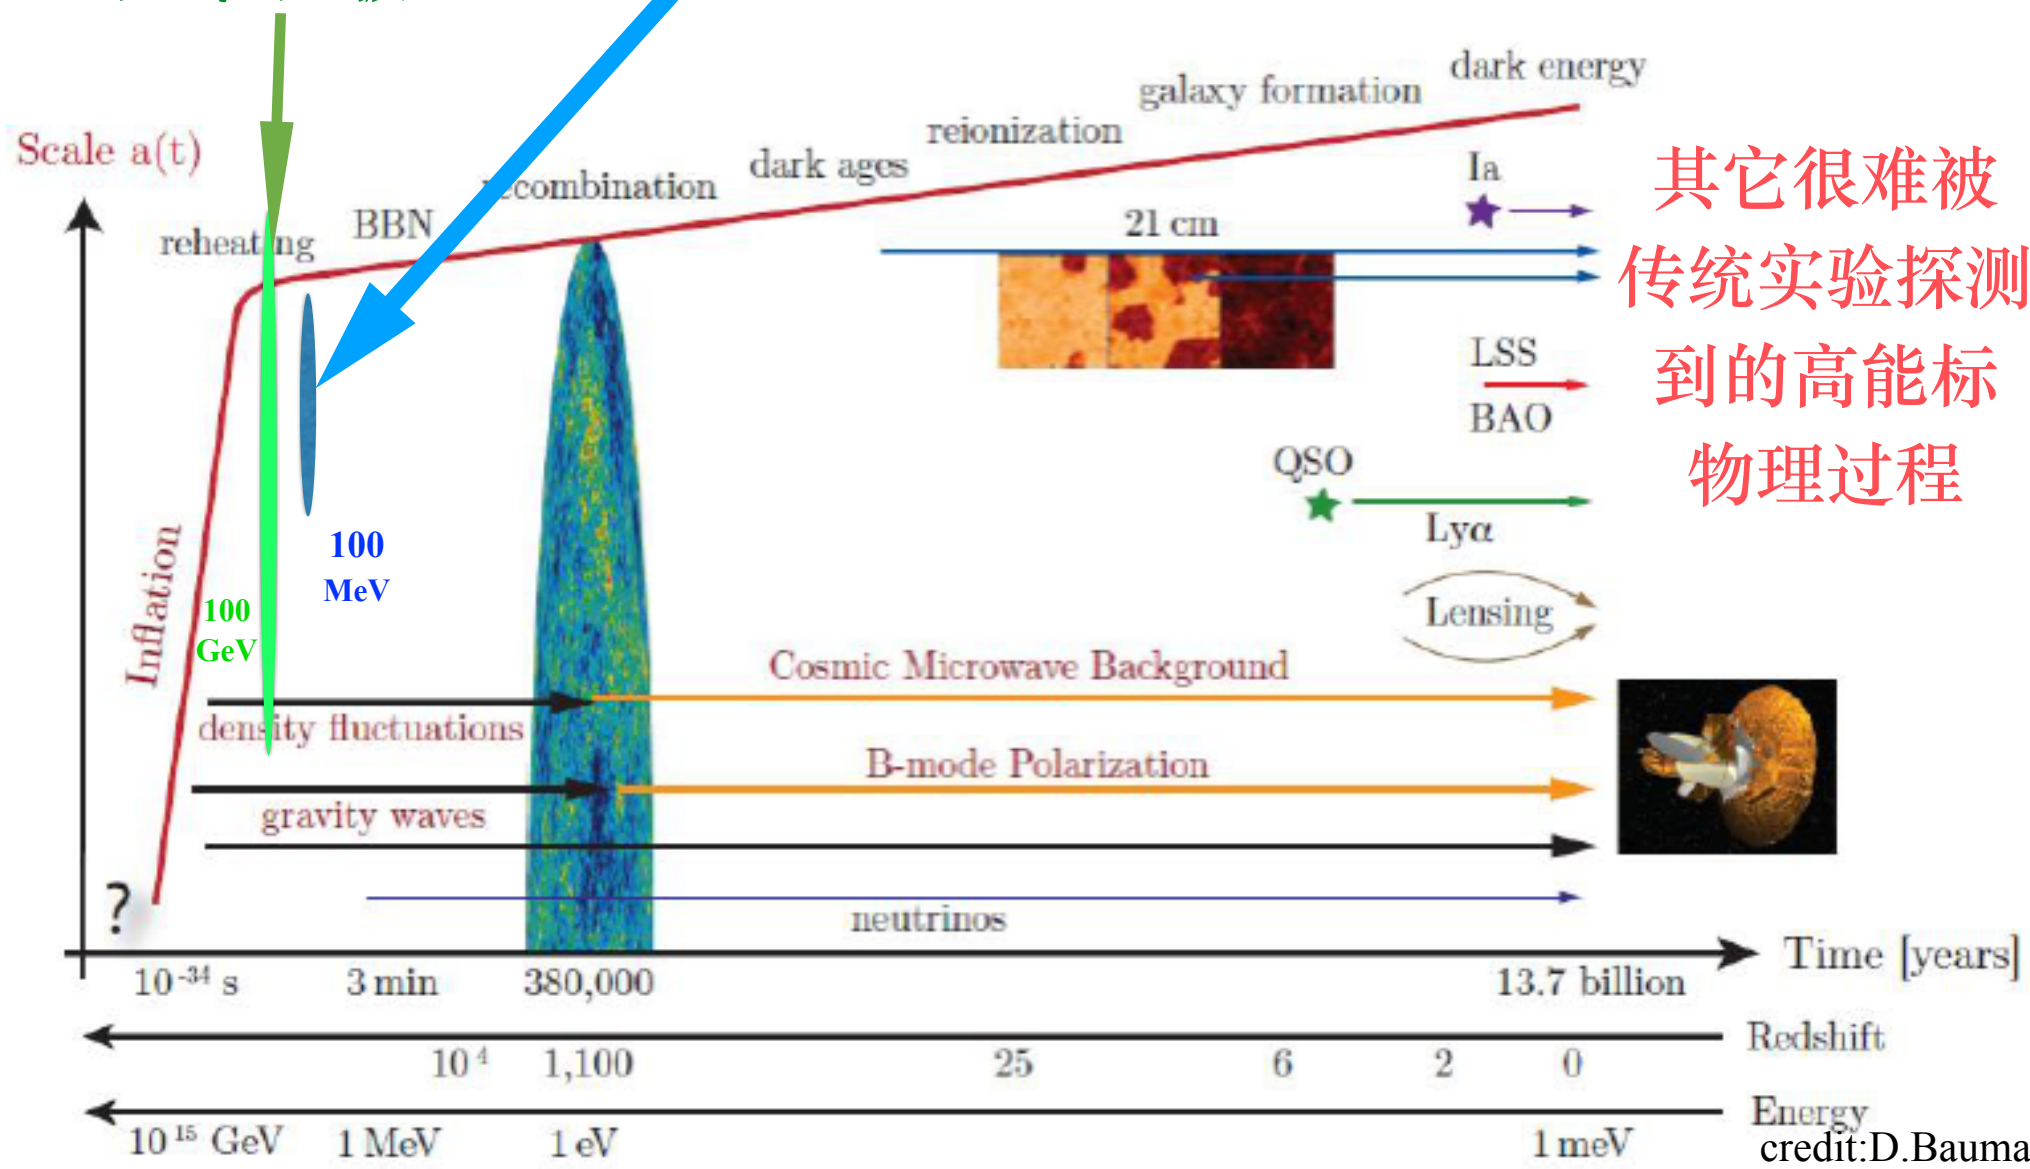 dark energy
galaxy formation
reionization
Scale a(t)
dark ages
recombination
Ia
BBN
21 cm
reheating
其它很难被
传统实验探测
到的高能标
物理过程
LSS
BAO
QSO
Lyα
100
MeV
Inflation
100
GeV
Lensing
Cosmic Microwave Background
density fluctuations
B-mode Polarization
gravity waves
?
neutrinos
Time [years]
10⁻³⁴ s 3 min 380,000 13.7 billion
Redshift
10⁴ 1,100 25 6 2 0
Energy
10¹⁵ GeV 1 MeV 1 eV 1 meV
credit:D.Bauma